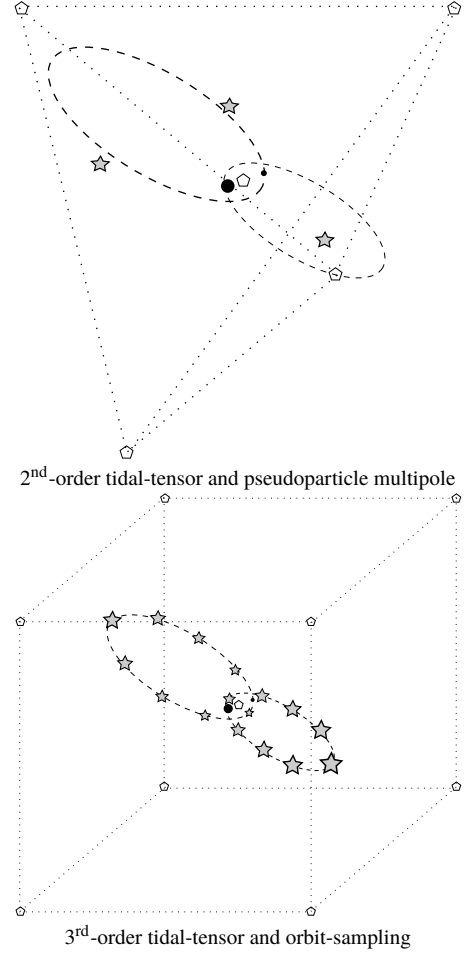 2nd-order tidal-tensor and pseudoparticle multipole
3rd-order tidal-tensor and orbit-sampling